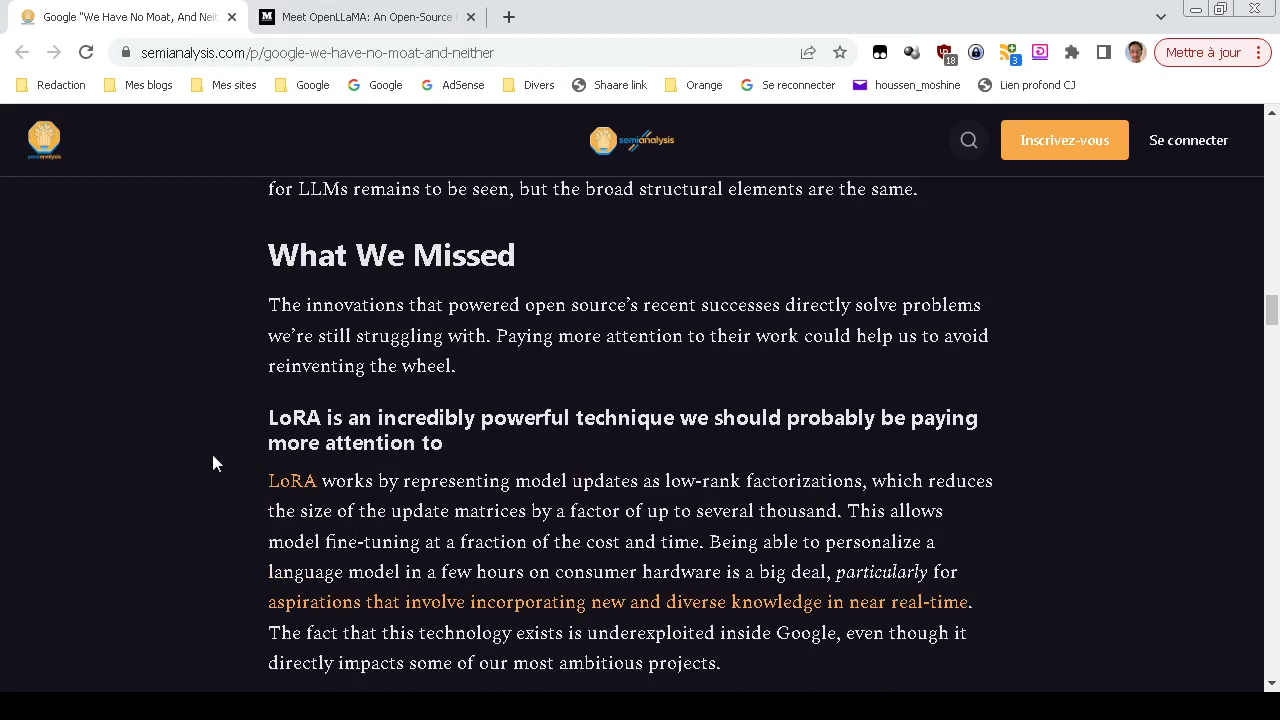 Google "We Have No Moat, And Neit
Meet OpenLLaMA: An Open-Source
semianalysis.com/p/google-we-have-no-moat-and-neither
18
3
Mettre à jour
Redaction
Mes blogs
Mes sites
Google
Google
AdSense
Divers
Shaare link
Orange
Se reconnecter
houssen_moshine
Lien profond CJ
semianalysis
semianalysis
Inscrivez-vous
Se connecter
for LLMs remains to be seen, but the broad structural elements are the same.
What We Missed
The innovations that powered open source’s recent successes directly solve problems
we’re still struggling with. Paying more attention to their work could help us to avoid
reinventing the wheel.
LoRA is an incredibly powerful technique we should probably be paying
more attention to
LoRA works by representing model updates as low-rank factorizations, which reduces
the size of the update matrices by a factor of up to several thousand. This allows
model fine-tuning at a fraction of the cost and time. Being able to personalize a
language model in a few hours on consumer hardware is a big deal, particularly for
aspirations that involve incorporating new and diverse knowledge in near real-time.
The fact that this technology exists is underexploited inside Google, even though it
directly impacts some of our most ambitious projects.